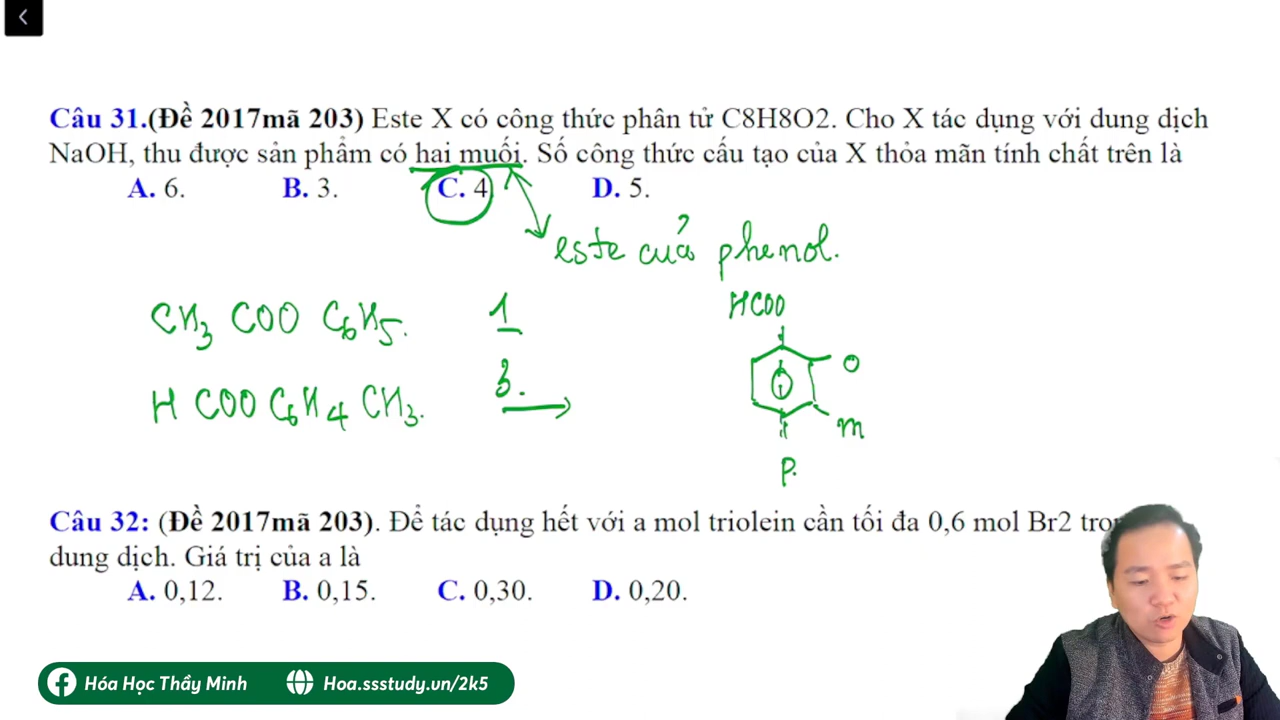 Câu 31.(Đề 2017mã 203) Este X có công thức phân tử C8H8O2. Cho X tác dụng với dung dịch
NaOH, thu được sản phẩm có hai muối. Số công thức cấu tạo của X thỏa mãn tính chất trên là
A. 6. B. 3. C. 4 D. 5.
este của phenol.
CH3 COO C6H5. 1
HCOO
H COO C6H4 CH3. 3.
O
m
P.
Câu 32: (Đề 2017mã 203). Để tác dụng hết với a mol triolein cần tối đa 0,6 mol Br2
dung dịch. Giá trị của a là
A. 0,12. B. 0,15. C. 0,30. D. 0,20.
Hóa Học Thầy Minh Hoa.ssstudy.vn/2k5